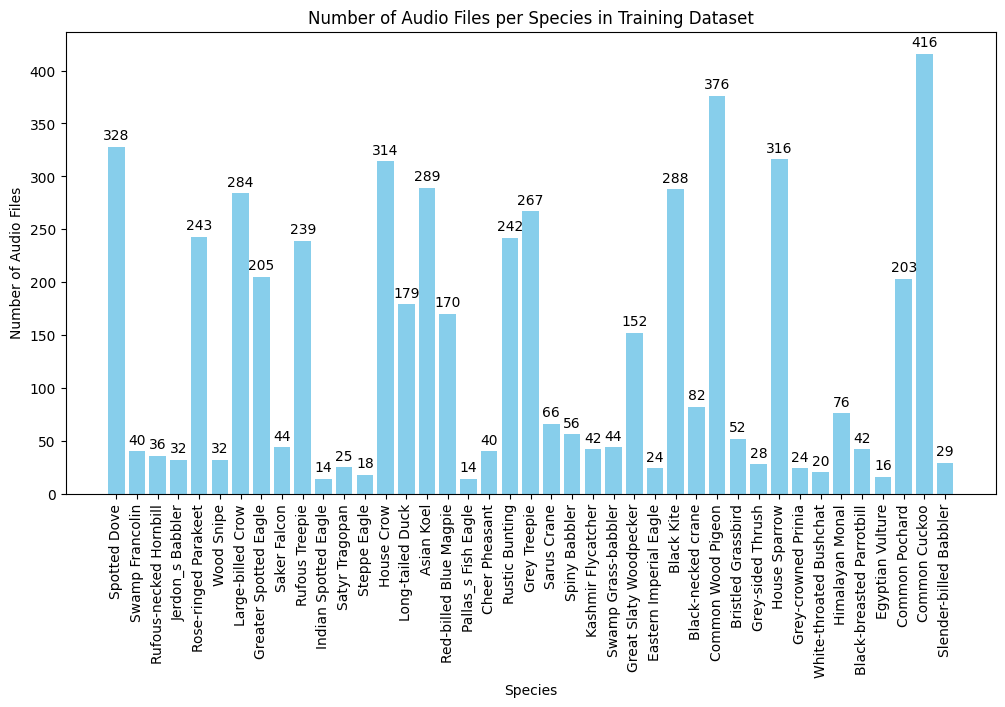 Number of Audio Files per Species in Training Dataset
Number of Audio Files
400
350
300
250
200
150
100
50
0
328
40
36
32
243
32
284
205
44
239
14
25
18
314
179
289
170
14
40
242
267
66
56
42
44
152
24
288
82
376
52
28
316
24
20
76
42
16
203
416
29
Spotted Dove
Swamp Francolin
Rufous-necked Hornbill
Jerdon_s Babbler
Rose-ringed Parakeet
Wood Snipe
Large-billed Crow
Greater Spotted Eagle
Saker Falcon
Rufous Treepie
Indian Spotted Eagle
Satyr Tragopan
Steppe Eagle
House Crow
Long-tailed Duck
Asian Koel
Red-billed Blue Magpie
Pallas_s Fish Eagle
Cheer Pheasant
Rustic Bunting
Grey Treepie
Sarus Crane
Spiny Babbler
Kashmir Flycatcher
Swamp Grass-babbler
Great Slaty Woodpecker
Eastern Imperial Eagle
Black Kite
Black-necked crane
Common Wood Pigeon
Bristled Grassbird
Grey-sided Thrush
House Sparrow
Grey-crowned Prinia
White-throated Bushchat
Himalayan Monal
Black-breasted Parrotbill
Egyptian Vulture
Common Pochard
Common Cuckoo
Slender-billed Babbler
Species